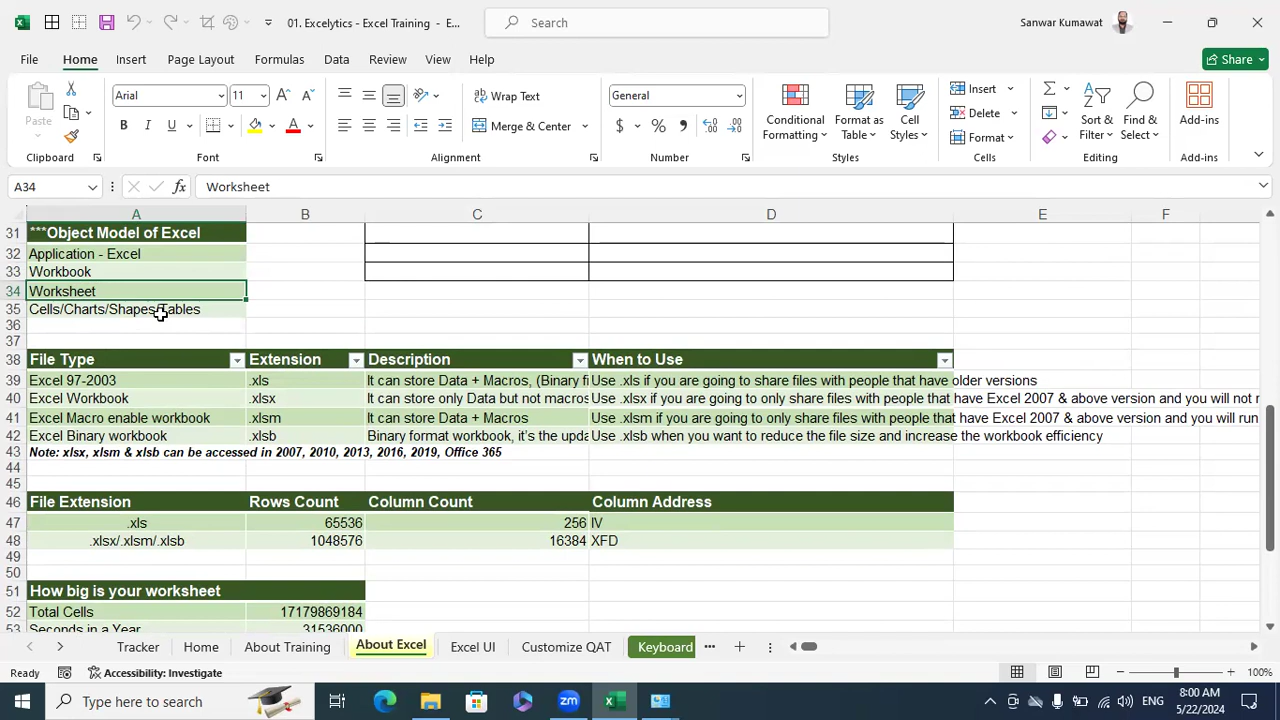 01. Excelytics - Excel Training - E...
Search
Sanwar Kumawat
File Home Insert Page Layout Formulas Data Review View Help
Share
Paste
Clipboard
Arial 11
B I U A
Font
Wrap Text
Merge & Center
Alignment
General
$ % ,
Number
Conditional Formatting
Format as Table
Cell Styles
Styles
Insert
Delete
Format
Cells
Sort & Filter
Find & Select
Editing
Add-ins
Add-ins
A34 fx Worksheet
A B C D E F
31 ***Object Model of Excel
32 Application - Excel
33 Workbook
34 Worksheet
35 Cells/Charts/Shapes/Tables
36
37
38 File Type Extension Description When to Use
39 Excel 97-2003 .xls It can store Data + Macros, (Binary fi Use .xls if you are going to share files with people that have older versions
40 Excel Workbook .xlsx It can store only Data but not macros Use .xlsx if you are going to only share files with people that have Excel 2007 & above version and you will not
41 Excel Macro enable workbook .xlsm It can store Data + Macros Use .xlsm if you are going to only share files with people that have Excel 2007 & above version and you will run
42 Excel Binary workbook .xlsb Binary format workbook, it's the upda Use .xlsb when you want to reduce the file size and increase the workbook efficiency
43 Note: xlsx, xlsm & xlsb can be accessed in 2007, 2010, 2013, 2016, 2019, Office 365
44
45
46 File Extension Rows Count Column Count Column Address
47 .xls 65536 256 IV
48 .xlsx/.xlsm/.xlsb 1048576 16384 XFD
49
50
51 How big is your worksheet
52 Total Cells 17179869184
53 Seconds in a Year 31536000
Tracker Home About Training About Excel Excel UI Customize QAT Keyboard ...
Ready Accessibility: Investigate 100%
Type here to search
zm
ENG
8:00 AM
5/22/2024